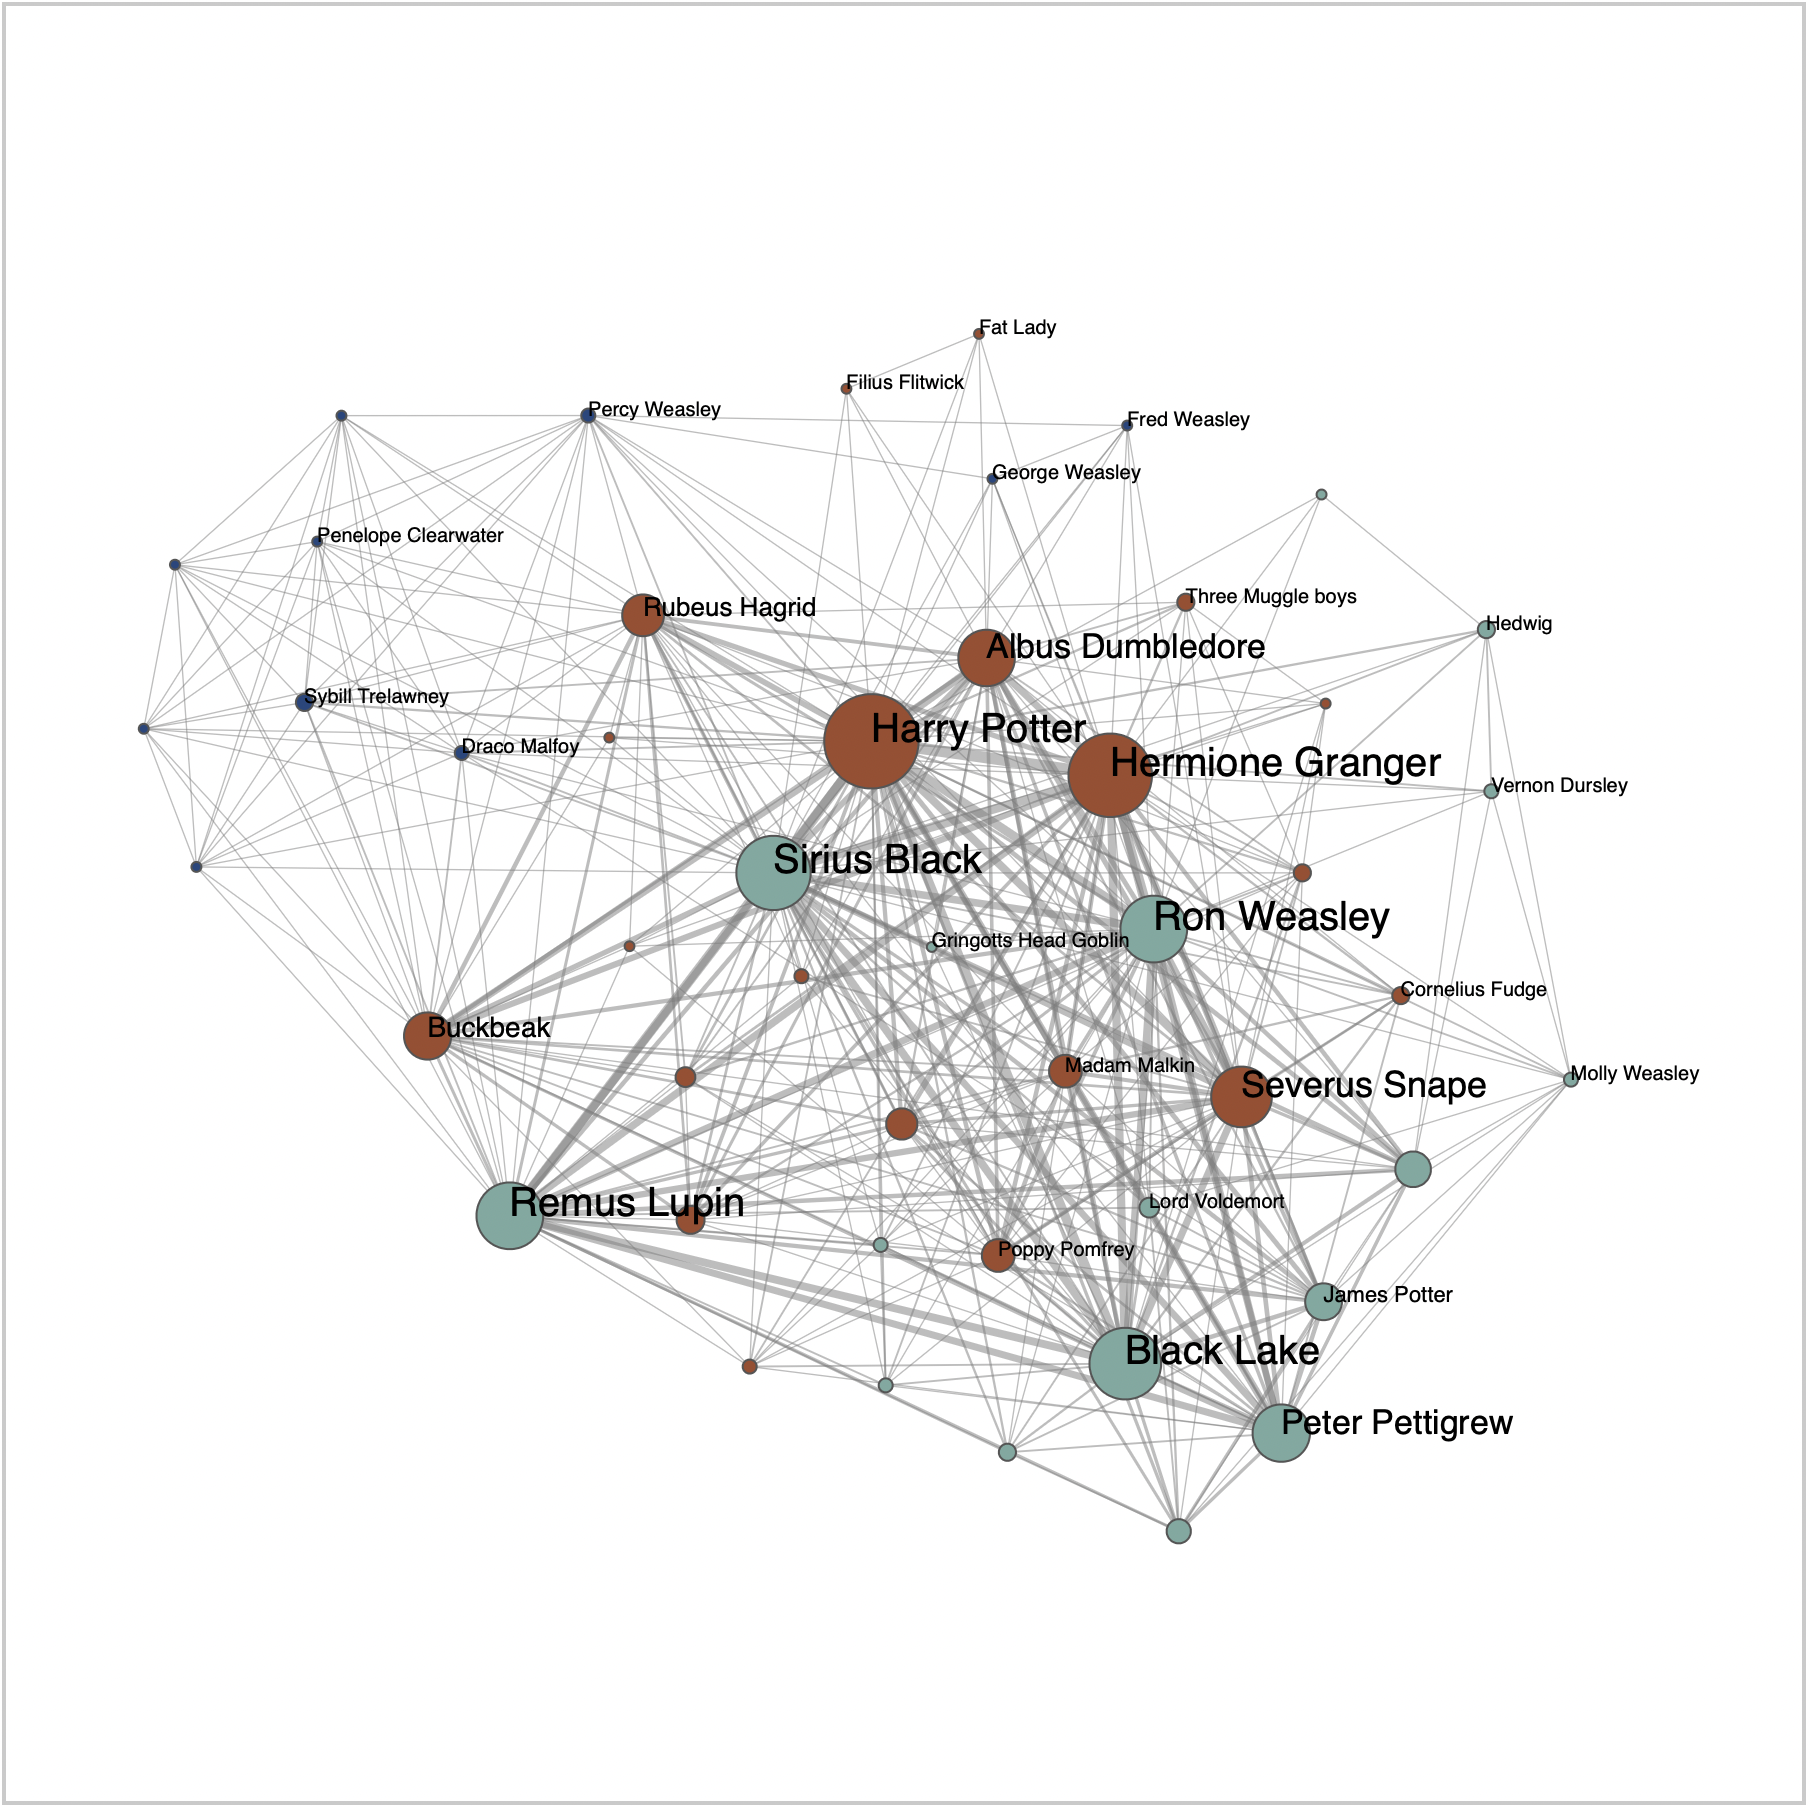 Fat Lady
Filius Flitwick
Percy Weasley
Fred Weasley
George Weasley
Penelope Clearwater
Three Muggle boys
Rubeus Hagrid
Hedwig
Albus Dumbledore
Sybill Trelawney
Harry Potter
Draco Malfoy
Hermione Granger
Vernon Dursley
Sirius Black
Ron Weasley
Gringotts Head Goblin
Cornelius Fudge
Buckbeak
Madam Malkin
Molly Weasley
Severus Snape
Remus Lupin
Lord Voldemort
Poppy Pomfrey
James Potter
Black Lake
Peter Pettigrew